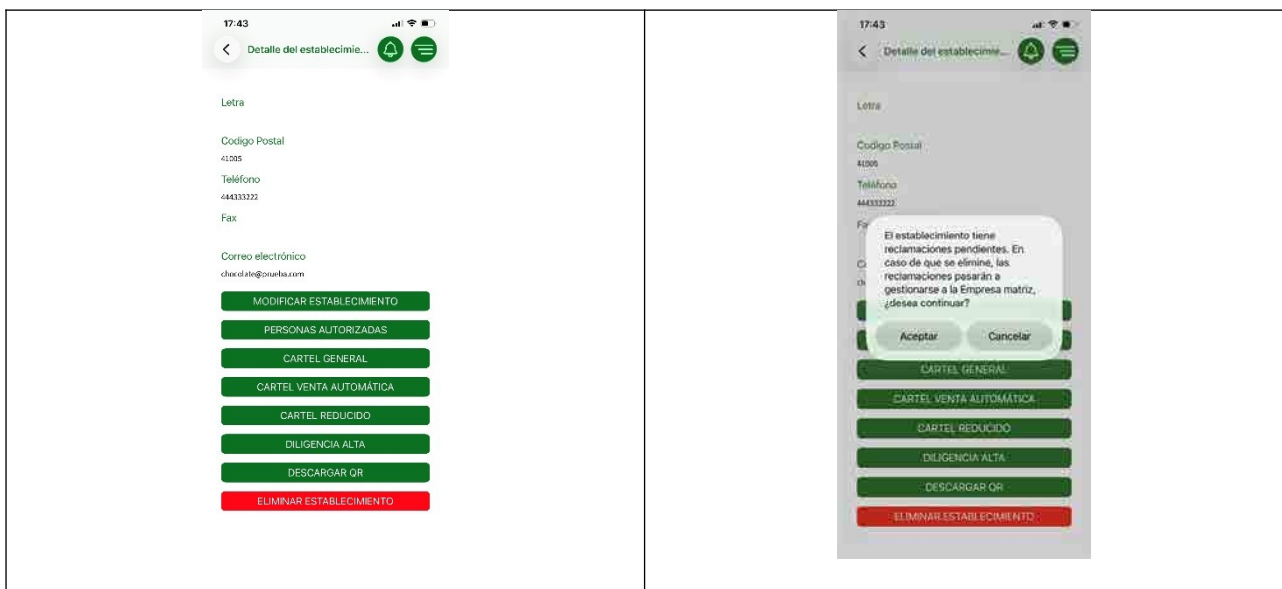 17:43
Detalle del establecimie...
Letra
Codigo Postal
41005
Teléfono
444333222
Fax
Correo electrónico
chocolate@prueba.com
MODIFICAR ESTABLECIMIENTO
PERSONAS AUTORIZADAS
CARTEL GENERAL
CARTEL VENTA AUTOMÁTICA
CARTEL REDUCIDO
DILIGENCIA ALTA
DESCARGAR QR
ELIMINAR ESTABLECIMIENTO
17:43
Detalle del establecimie...
Letra
Codigo Postal
41005
Teléfono
444333222
Fa
El establecimiento tiene
reclamaciones pendientes. En
caso de que se elimine, las
reclamaciones pasarán a
gestionarse a la Empresa matriz,
¿desea continuar?
Aceptar Cancelar
CARTEL GENERAL
CARTEL VENTA AUTOMÁTICA
CARTEL REDUCIDO
DILIGENCIA ALTA
DESCARGAR QR
ELIMINAR ESTABLECIMIENTO